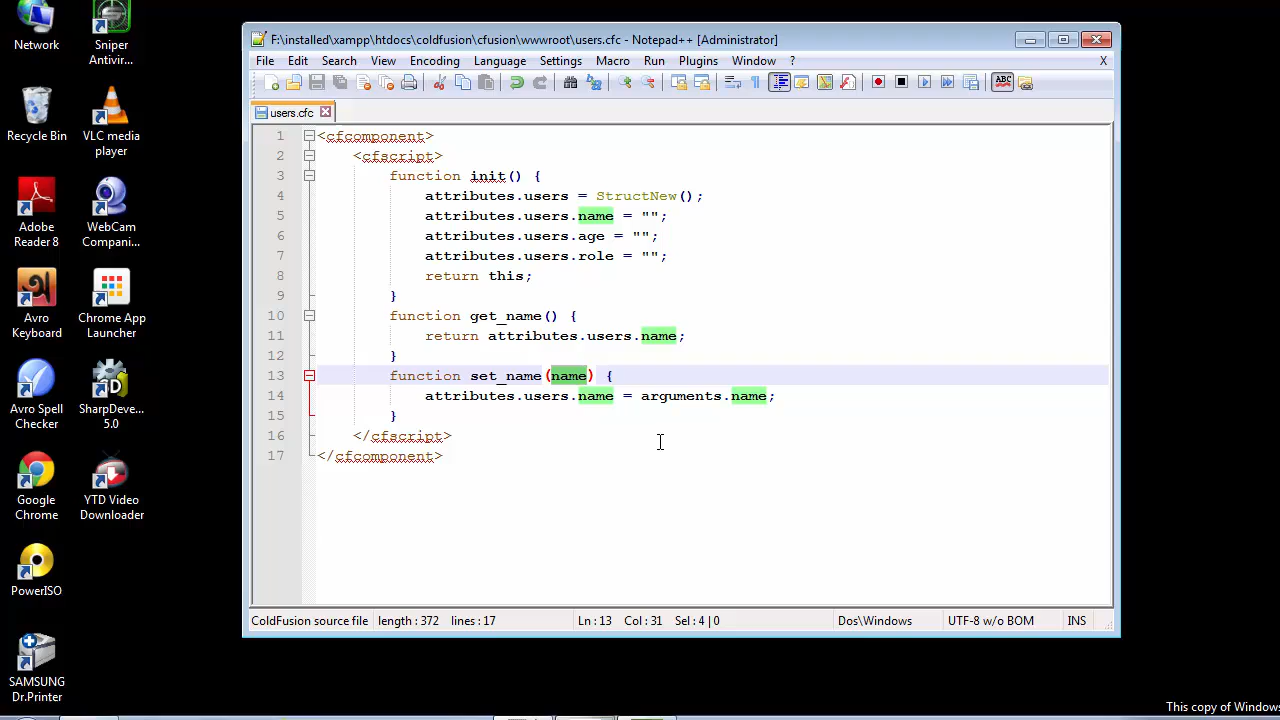 Network
Sniper
Antivir...
Recycle Bin
VLC media
player
Adobe
Reader 8
WebCam
Compani...
Avro
Keyboard
Chrome App
Launcher
Avro Spell
Checker
SharpDeve...
5.0
Google
Chrome
YTD Video
Downloader
PowerISO
SAMSUNG
Dr.Printer
F:\installed\xampp\htdocs\coldfusion\cfusion\wwwroot\users.cfc - Notepad++ [Administrator]
File Edit Search View Encoding Language Settings Macro Run Plugins Window ? X
users.cfc
1 <cfcomponent>
2 <cfscript>
3 function init() {
4 attributes.users = StructNew();
5 attributes.users.name = "";
6 attributes.users.age = "";
7 attributes.users.role = "";
8 return this;
9 }
10 function get_name() {
11 return attributes.users.name;
12 }
13 function set_name(name) {
14 attributes.users.name = arguments.name;
15 }
16 </cfscript>
17 </cfcomponent>
ColdFusion source file length : 372 lines : 17 Ln : 13 Col : 31 Sel : 4 | 0 Dos\Windows UTF-8 w/o BOM INS
This copy of Window